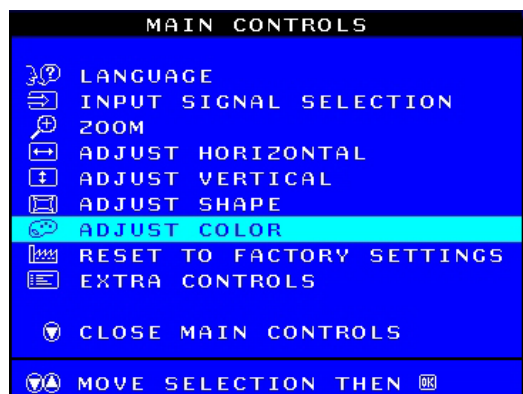 MAIN CONTROLS
LANGUAGE
INPUT SIGNAL SELECTION
ZOOM
ADJUST HORIZONTAL
ADJUST VERTICAL
ADJUST SHAPE
ADJUST COLOR
RESET TO FACTORY SETTINGS
EXTRA CONTROLS
CLOSE MAIN CONTROLS
MOVE SELECTION THEN OK